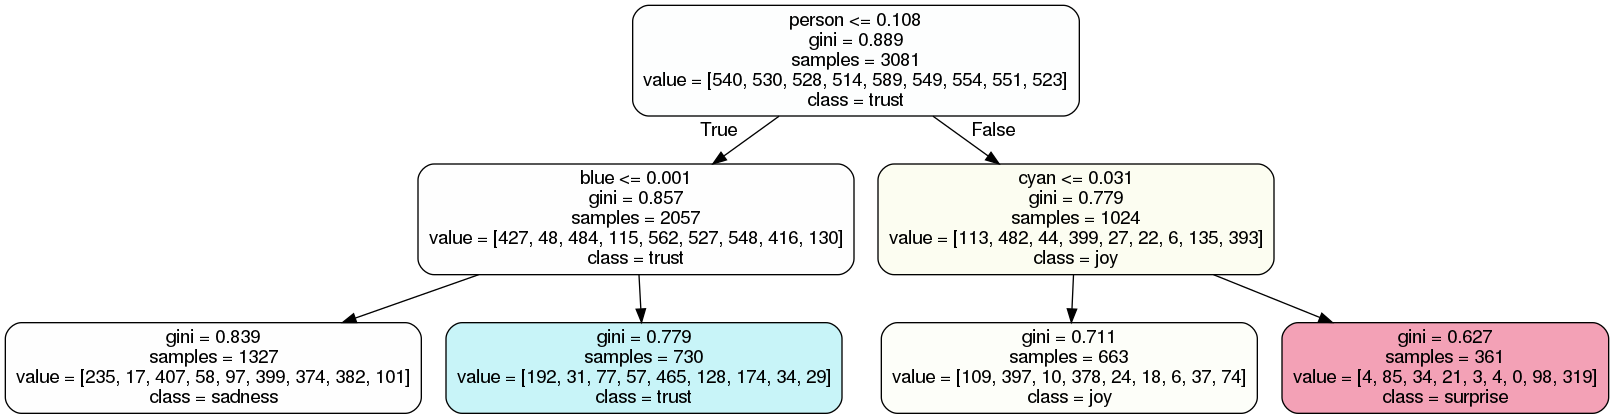 person <= 0.108
gini = 0.889
samples = 3081
value = [540, 530, 528, 514, 589, 549, 554, 551, 523]
class = trust
True
False
blue <= 0.001
gini = 0.857
samples = 2057
value = [427, 48, 484, 115, 562, 527, 548, 416, 130]
class = trust
cyan <= 0.031
gini = 0.779
samples = 1024
value = [113, 482, 44, 399, 27, 22, 6, 135, 393]
class = joy
gini = 0.839
samples = 1327
value = [235, 17, 407, 58, 97, 399, 374, 382, 101]
class = sadness
gini = 0.779
samples = 730
value = [192, 31, 77, 57, 465, 128, 174, 34, 29]
class = trust
gini = 0.711
samples = 663
value = [109, 397, 10, 378, 24, 18, 6, 37, 74]
class = joy
gini = 0.627
samples = 361
value = [4, 85, 34, 21, 3, 4, 0, 98, 319]
class = surprise